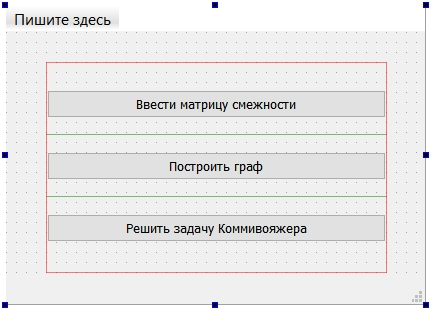 Пишите здесь
Ввести матрицу смежности
Построить граф
Решить задачу Коммивояжера